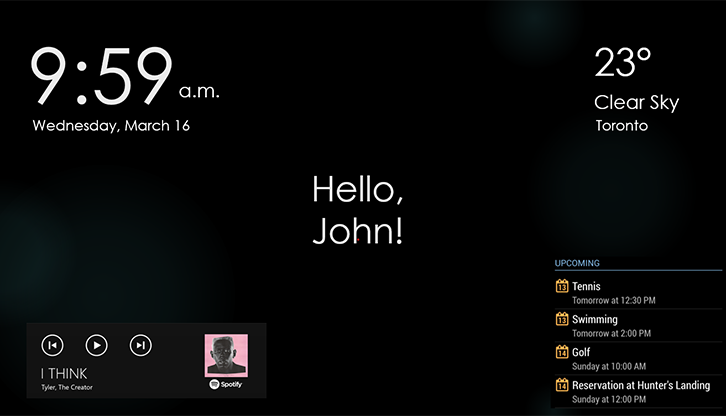 9:59 a.m.
Wednesday, March 16
23°
Clear Sky
Toronto
Hello,
John!
UPCOMING
13 Tennis
Tomorrow at 12:30 PM
13 Swimming
Tomorrow at 2:00 PM
14 Golf
Sunday at 10:00 AM
14 Reservation at Hunter's Landing
Sunday at 12:00 PM
I THINK
Tyler, The Creator
Spotify